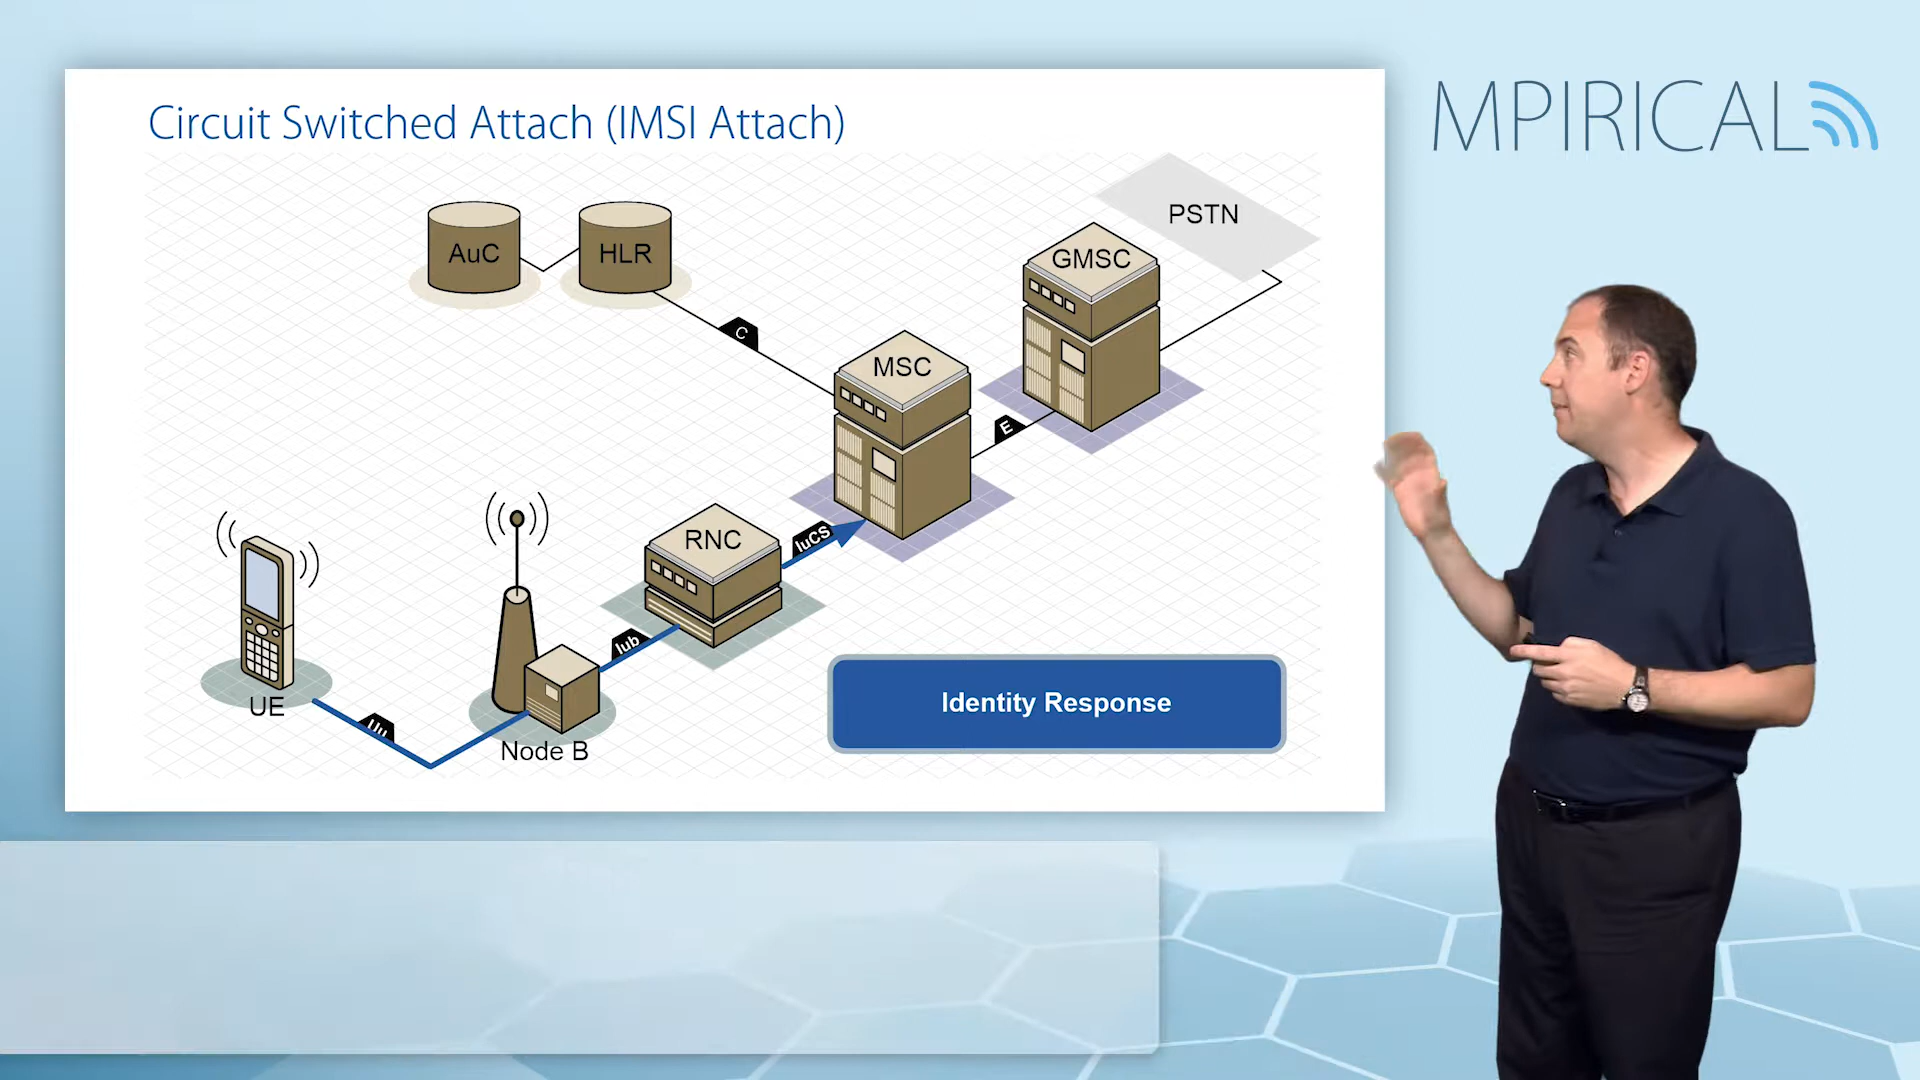 Circuit Switched Attach (IMSI Attach)
MPIRICAL
PSTN
AuC
HLR
GMSC
C
MSC
E
RNC
IuCS
Iub
UE
Uu
Node B
Identity Response